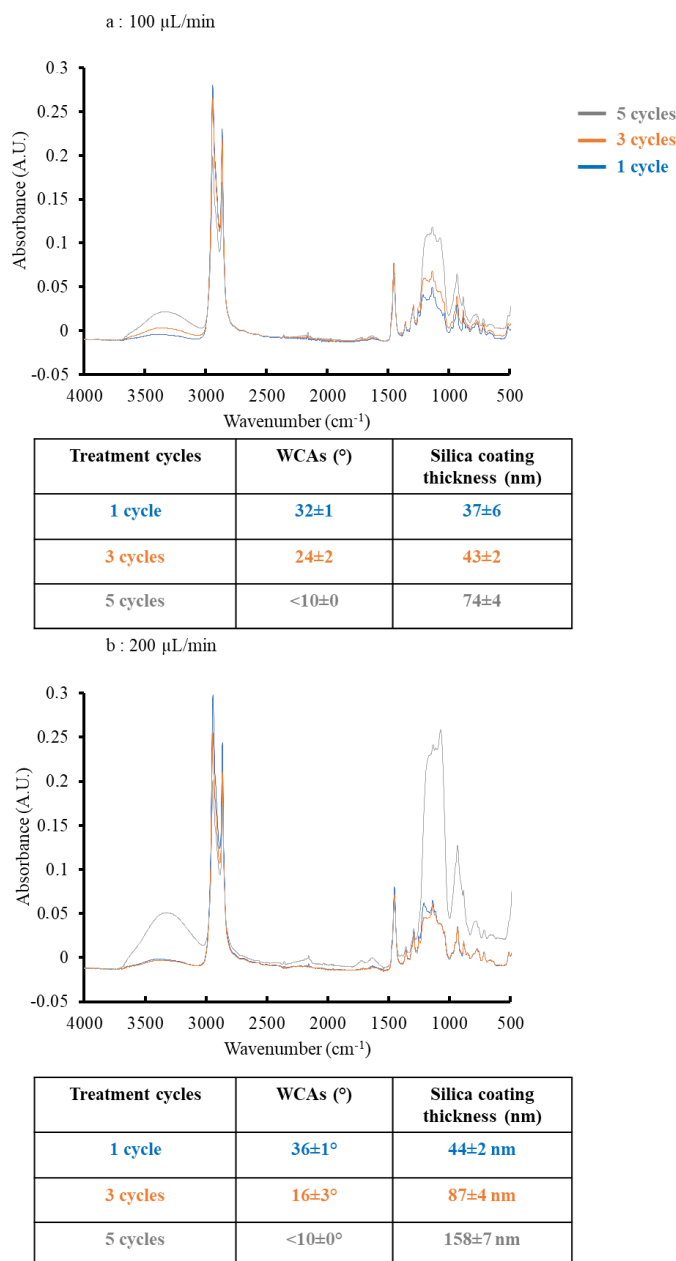 a : 100 µL/min
0.3
0.25
0.2
0.15
0.1
0.05
0
-0.05
Absorbance (A.U.)
4000 3500 3000 2500 2000 1500 1000 500
Wavenumber (cm-1)
5 cycles
3 cycles
1 cycle
Treatment cycles WCAs (°) Silica coating
thickness (nm)
1 cycle 32±1 37±6
3 cycles 24±2 43±2
5 cycles <10±0 74±4
b : 200 µL/min
0.3
0.25
0.2
0.15
0.1
0.05
0
-0.05
Absorbance (A.U.)
4000 3500 3000 2500 2000 1500 1000 500
Wavenumber (cm-1)
Treatment cycles WCAs (°) Silica coating
thickness (nm)
1 cycle 36±1° 44±2 nm
3 cycles 16±3° 87±4 nm
5 cycles <10±0° 158±7 nm